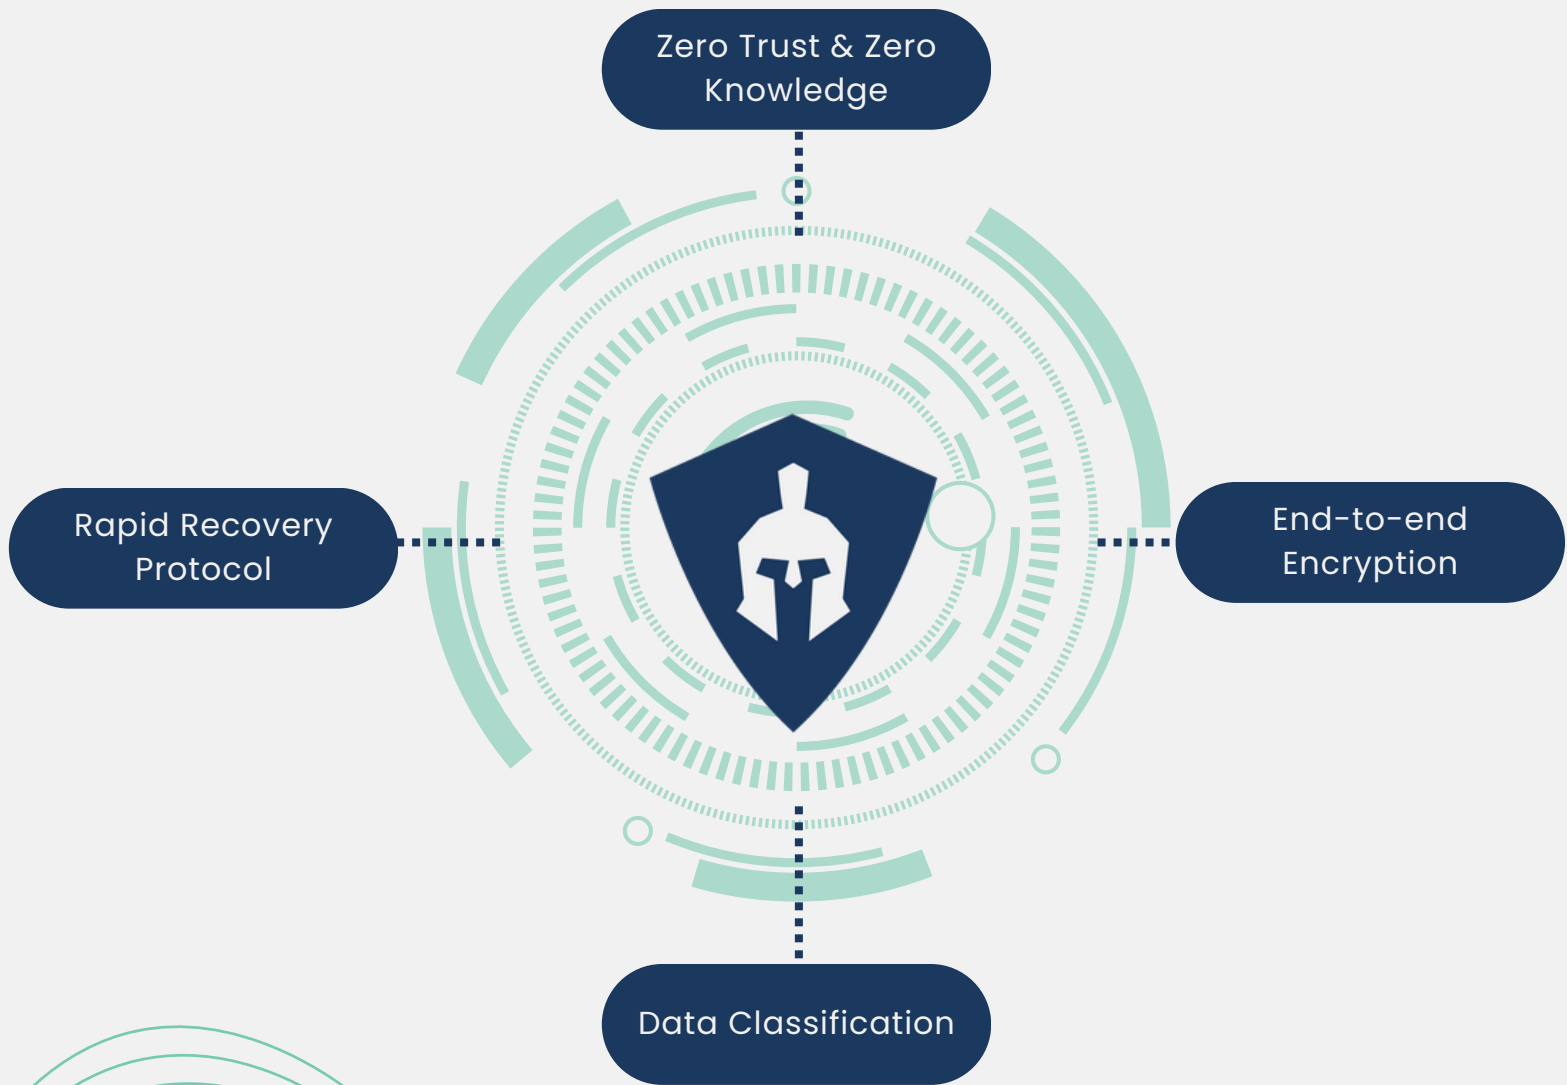 Zero Trust & Zero
Knowledge
Rapid Recovery
Protocol
End-to-end
Encryption
Data Classification